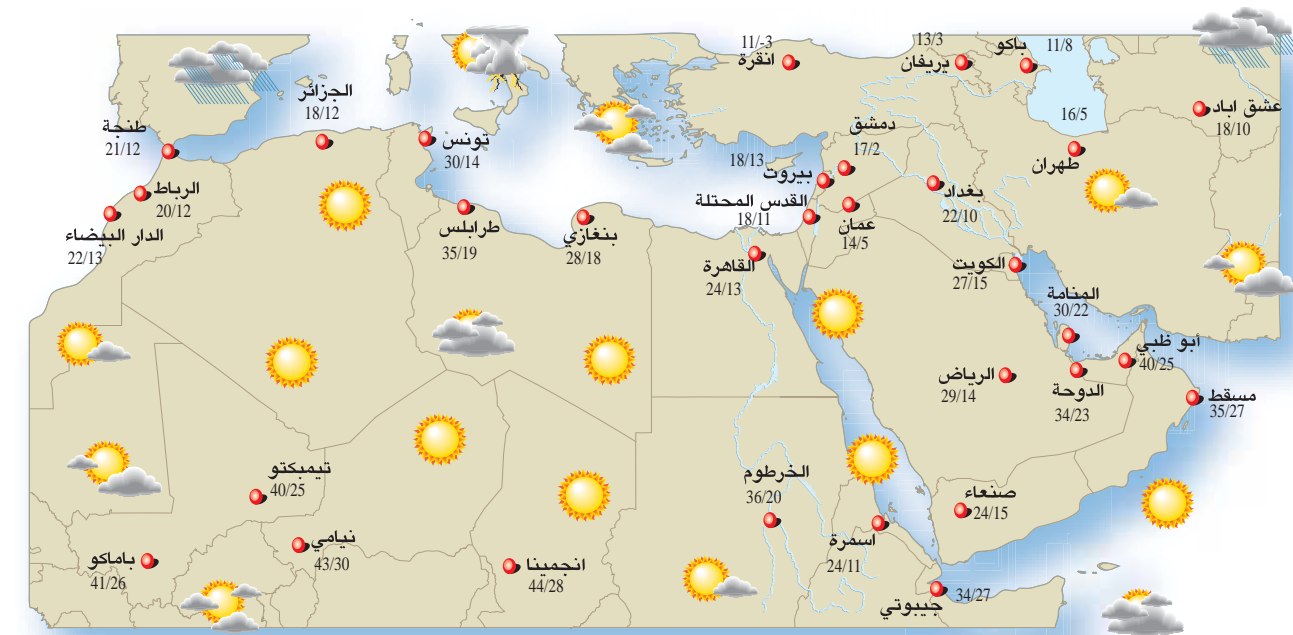 11/-3
انقرة
13/3
يريفان
باكو
11/8
عشق اباد
18/10
16/5
طهران
الجزائر
18/12
طنجة
21/12
تونس
30/14
دمشق
17/2
18/13
بيروت
بغداد
22/10
الرباط
20/12
الدار البيضاء
22/13
طرابلس
35/19
بنغازي
28/18
القدس المحتلة
18/11
عمان
14/5
القاهرة
24/13
الكويت
27/15
المنامة
30/22
أبو ظبي
40/25
الرياض
29/14
الدوحة
34/23
مسقط
35/27
تيمبكتو
40/25
الخرطوم
36/20
صنعاء
24/15
نيامي
43/30
باماكو
41/26
انجمينا
44/28
اسمرة
24/11
34/27
جيبوتي